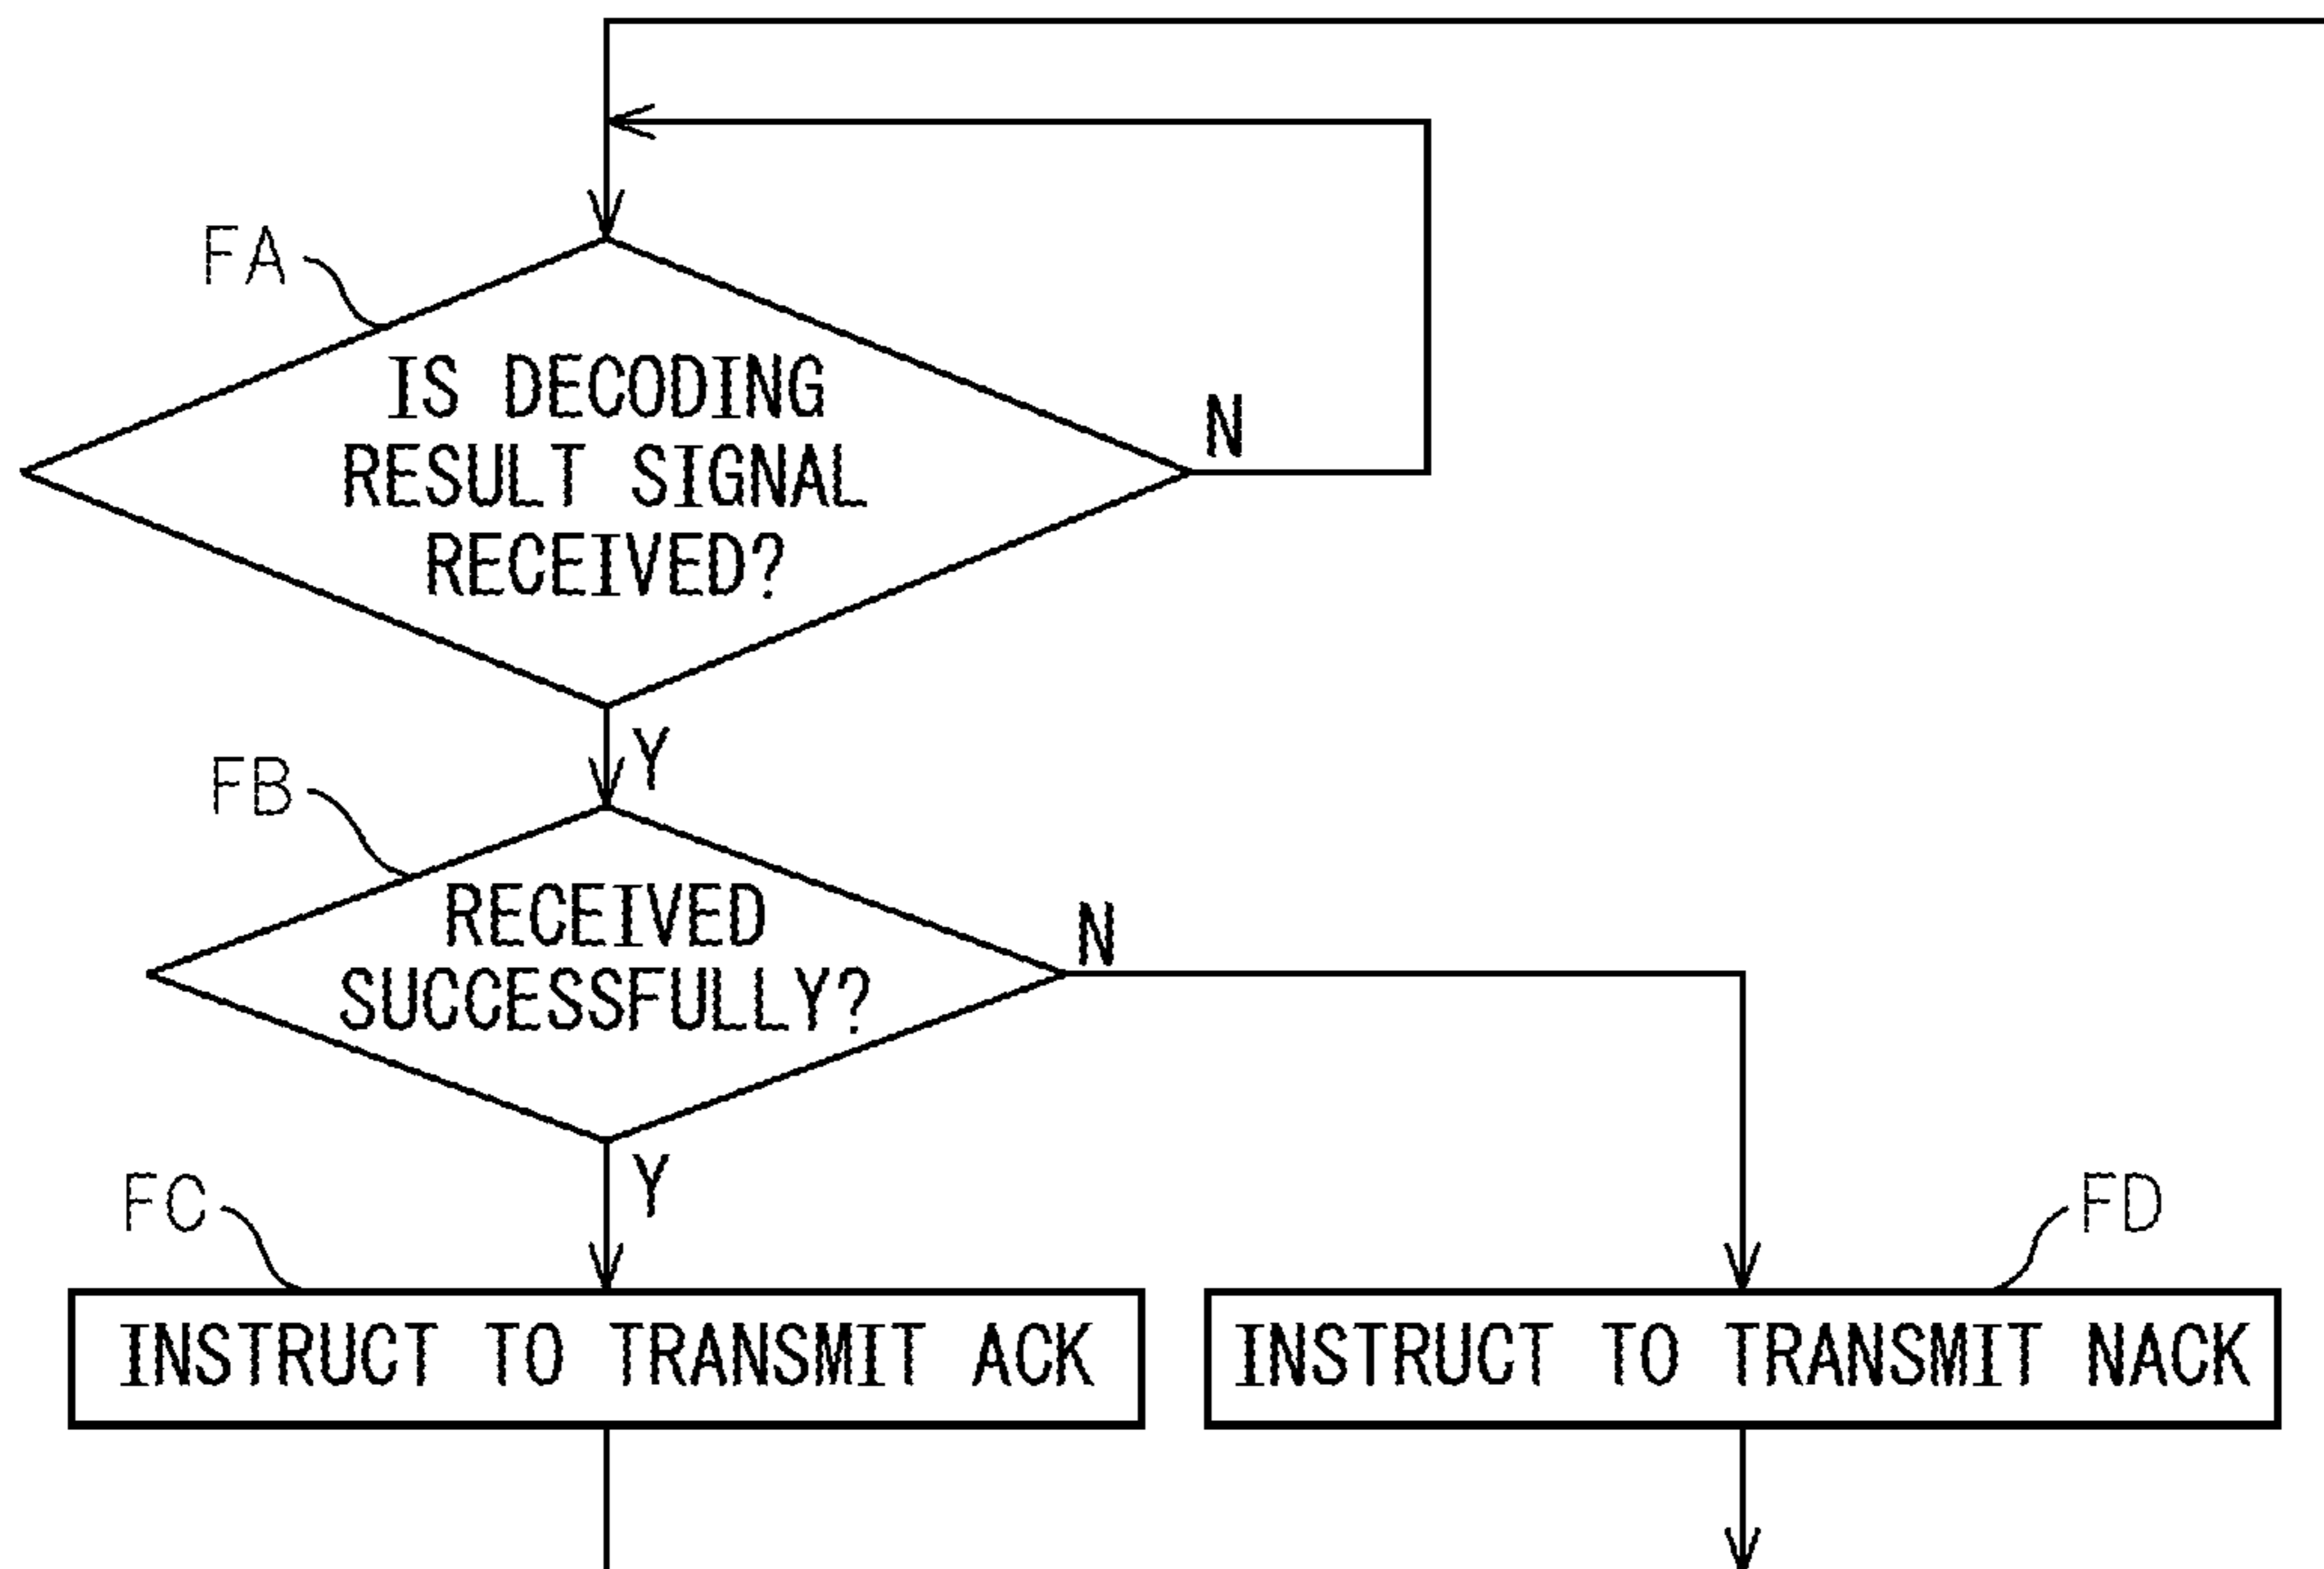 FA
IS DECODING
RESULT SIGNAL
RECEIVED?
N
Y
FB
RECEIVED
SUCCESSFULLY?
N
Y
FC
FD
INSTRUCT TO TRANSMIT ACK
INSTRUCT TO TRANSMIT NACK